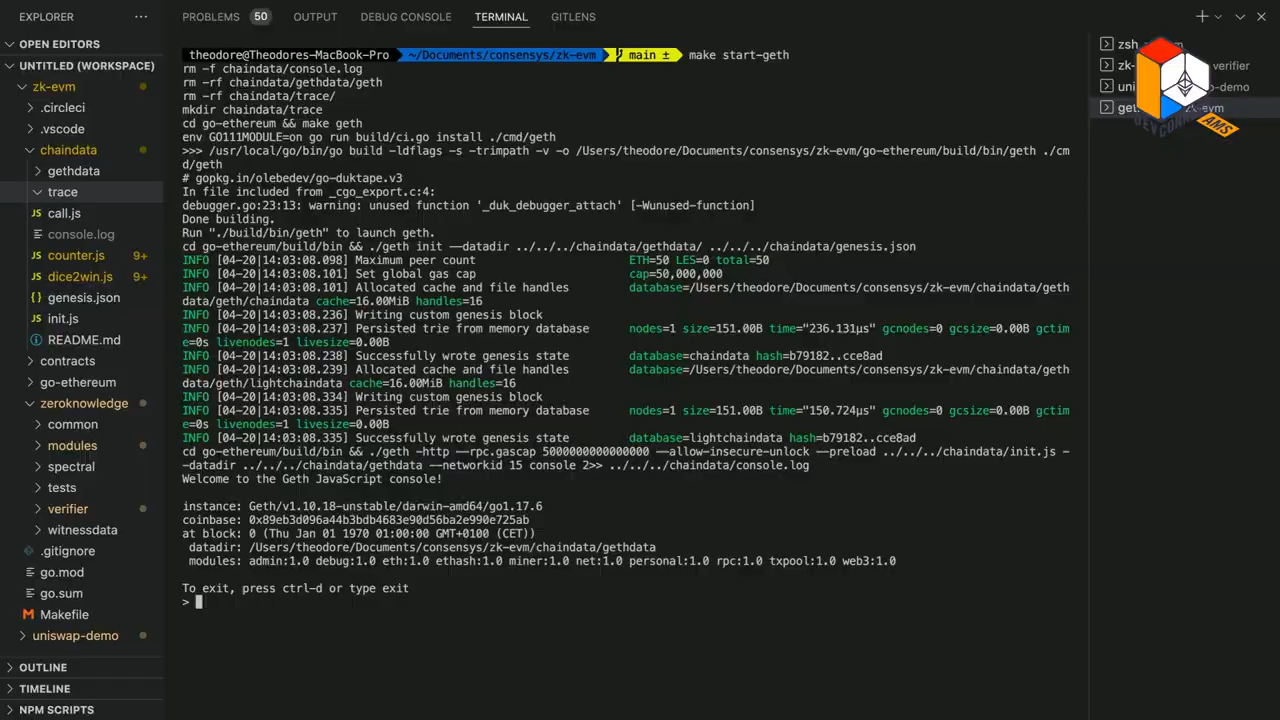 EXPLORER
OPEN EDITORS
UNTITLED (WORKSPACE)
zk-evm
.circleci
.vscode
chaindata
gethdata
trace
call.js
console.log
counter.js 9+
dice2win.js 9+
genesis.json
init.js
README.md
contracts
go-ethereum
zeroknowledge
common
modules
spectral
tests
verifier
witnessdata
.gitignore
go.mod
go.sum
Makefile
uniswap-demo
OUTLINE
TIMELINE
NPM SCRIPTS
PROBLEMS 50 OUTPUT DEBUG CONSOLE TERMINAL GITLENS
theodore@Theodores-MacBook-Pro ~/Documents/consensys/zk-evm main ± make start-geth
rm -f chaindata/console.log
rm -rf chaindata/gethdata/geth
rm -rf chaindata/trace/
mkdir chaindata/trace
cd go-ethereum && make geth
env GO111MODULE=on go run build/ci.go install ./cmd/geth
>>> /usr/local/go/bin/go build -ldflags -s -trimpath -v -o /Users/theodore/Documents/consensys/zk-evm/go-ethereum/build/bin/geth ./cm
d/geth
# gopkg.in/olebedev/go-duktape.v3
In file included from _cgo_export.c:4:
debugger.go:23:13: warning: unused function '_duk_debugger_attach' [-Wunused-function]
Done building.
Run "./build/bin/geth" to launch geth.
cd go-ethereum/build/bin && ./geth init --datadir ../../../chaindata/gethdata/ ../../../chaindata/genesis.json
INFO [04-20|14:03:08.098] Maximum peer count ETH=50 LES=0 total=50
INFO [04-20|14:03:08.101] Set global gas cap cap=50,000,000
INFO [04-20|14:03:08.101] Allocated cache and file handles database=/Users/theodore/Documents/consensys/zk-evm/chaindata/geth
data/geth/chaindata cache=16.00MiB handles=16
INFO [04-20|14:03:08.236] Writing custom genesis block
INFO [04-20|14:03:08.237] Persisted trie from memory database nodes=1 size=151.00B time="236.131µs" gcnodes=0 gcsize=0.00B gctim
e=0s livenodes=1 livesize=0.00B
INFO [04-20|14:03:08.238] Successfully wrote genesis state database=chaindata hash=b79182..cce8ad
INFO [04-20|14:03:08.239] Allocated cache and file handles database=/Users/theodore/Documents/consensys/zk-evm/chaindata/geth
data/geth/lightchaindata cache=16.00MiB handles=16
INFO [04-20|14:03:08.334] Writing custom genesis block
INFO [04-20|14:03:08.335] Persisted trie from memory database nodes=1 size=151.00B time="150.724µs" gcnodes=0 gcsize=0.00B gctim
e=0s livenodes=1 livesize=0.00B
INFO [04-20|14:03:08.335] Successfully wrote genesis state database=lightchaindata hash=b79182..cce8ad
cd go-ethereum/build/bin && ./geth -http --rpc.gascap 5000000000000000 --allow-insecure-unlock --preload ../../../chaindata/init.js -
-datadir ../../../chaindata/gethdata --networkid 15 console 2>> ../../../chaindata/console.log
Welcome to the Geth JavaScript console!
instance: Geth/v1.10.18-unstable/darwin-amd64/go1.17.6
coinbase: 0x89eb3d096a44b3bdb4683e90d56ba2e990e725ab
at block: 0 (Thu Jan 01 1970 01:00:00 GMT+0100 (CET))
datadir: /Users/theodore/Documents/consensys/zk-evm/chaindata/gethdata
modules: admin:1.0 debug:1.0 eth:1.0 ethash:1.0 miner:1.0 net:1.0 personal:1.0 rpc:1.0 txpool:1.0 web3:1.0
To exit, press ctrl-d or type exit
>
zsh
verifier
DEVCONNECT
AMS